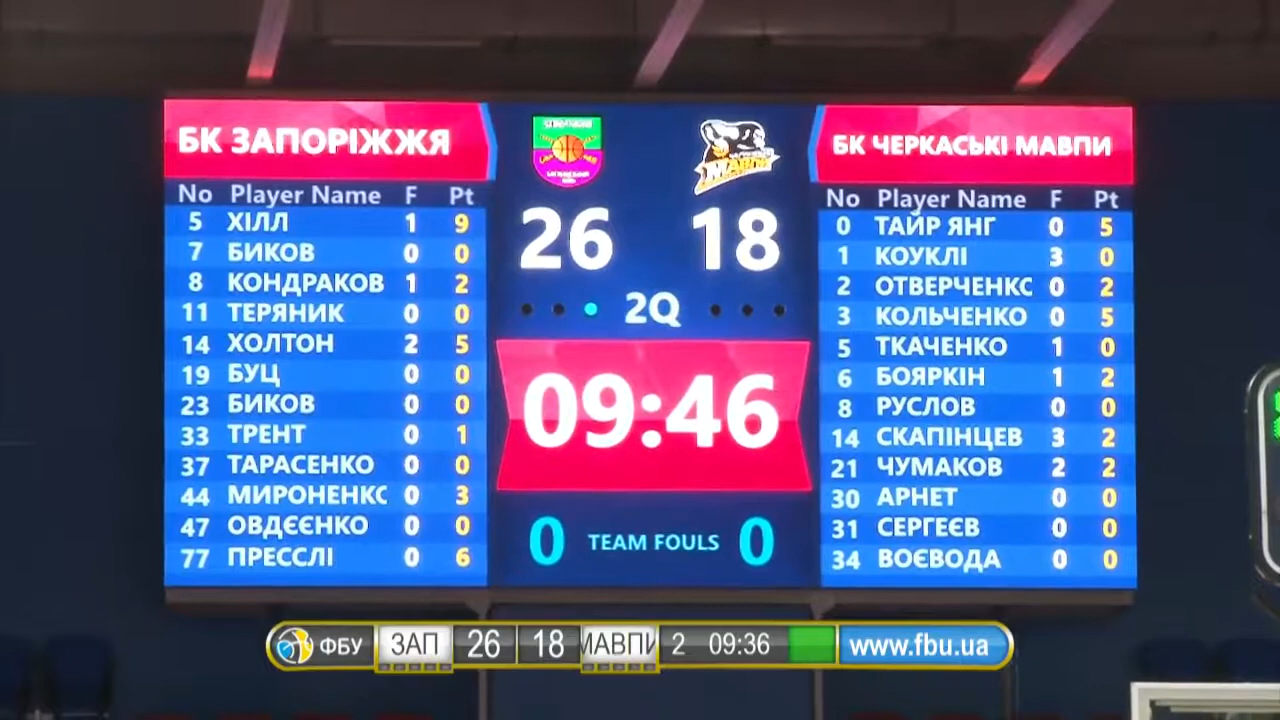 БК ЗАПОРІЖЖЯ
No Player Name F Pt
5 ХІЛЛ 1 9
7 БИКОВ 0 0
8 КОНДРАКОВ 1 2
11 ТЕРЯНИК 0 0
14 ХОЛТОН 2 5
19 БУЦ 0 0
23 БИКОВ 0 0
33 ТРЕНТ 0 1
37 ТАРАСЕНКО 0 0
44 МИРОНЕНКО 0 3
47 ОВДЄЄНКО 0 0
77 ПРЕССЛІ 0 6
МАВПИ
26 18
2Q
09:46
0 TEAM FOULS 0
БК ЧЕРКАСЬКІ МАВПИ
No Player Name F Pt
0 ТАЙР ЯНГ 0 5
1 КОУКЛІ 3 0
2 ОТВЕРЧЕНКО 0 2
3 КОЛЬЧЕНКО 0 5
5 ТКАЧЕНКО 1 0
6 БОЯРКІН 1 2
8 РУСЛОВ 0 0
14 СКАПІНЦЕВ 3 2
21 ЧУМАКОВ 2 2
30 АРНЕТ 0 0
31 СЕРГЕЄВ 0 0
34 ВОЄВОДА 0 0
ФБУ ЗАП 26 18 МАВПИ 2 09:36 www.fbu.ua